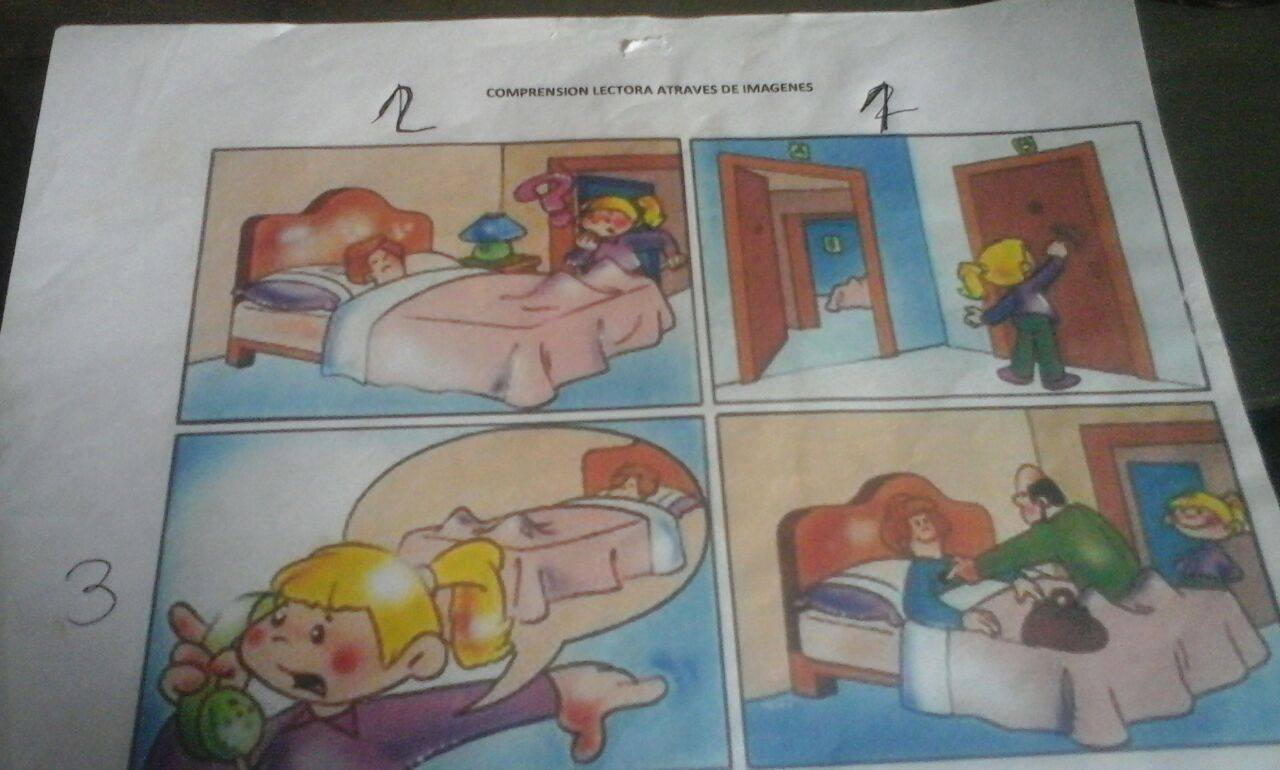 COMPRENSION LECTORA ATRAVES DE IMAGENES
2 1
?
3